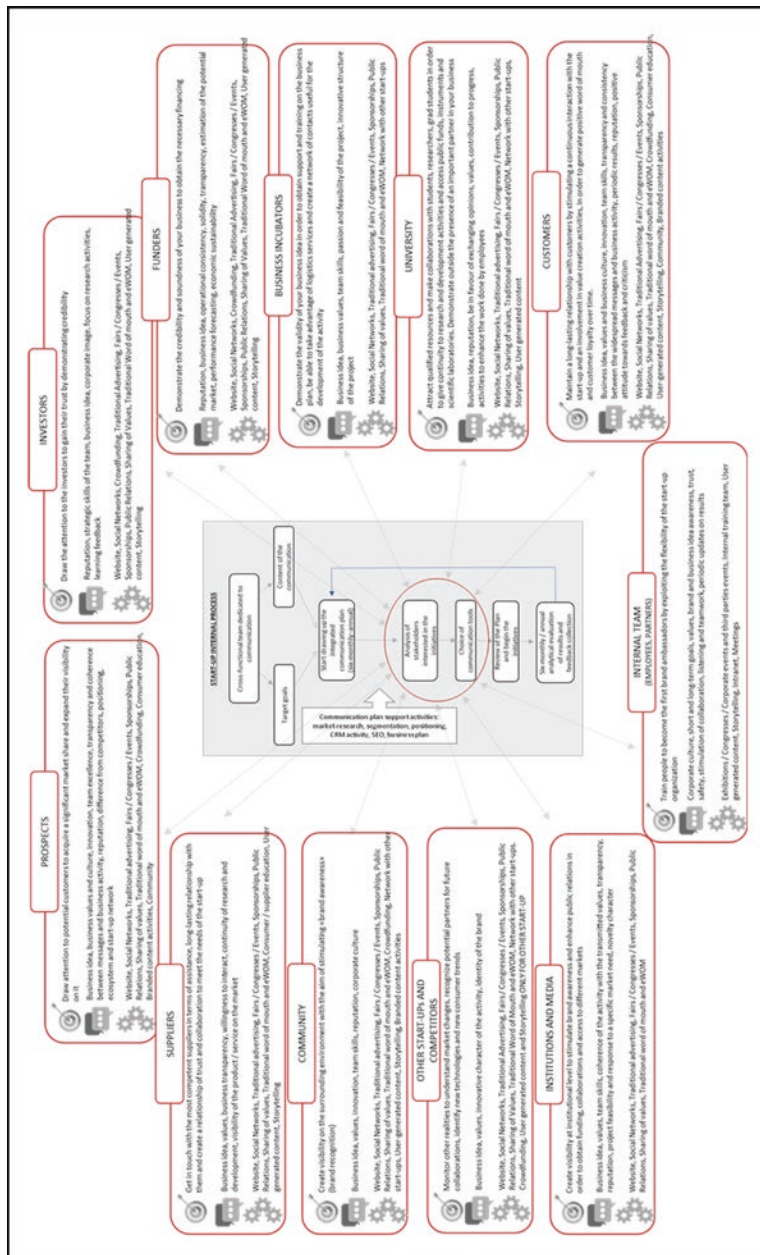 PROSPECTS
Draw attention to potential customers to acquire a significant market share and expand their visibility
on it
Business idea, business values and culture, innovation, team excellence, transparency and coherence
between messages and business activity, reputation, difference from competitors, positioning,
ecosystem and start-up network
Website, Social Networks, Traditional advertising, Fairs / Congresses / Events, Sponsorships, Public
Relations, Sharing of values, Traditional word of mouth and eWOM, Crowdfunding, Consumer education,
Branded content activities, Community
INVESTORS
Draw the attention to the investors to gain their trust by demonstrating credibility
Reputation, strategic skills of the team, business idea, corporate image, focus on research activities,
learning feedback
Website, Social Networks, Crowdfunding, Traditional Advertising, Fairs / Congresses / Events,
Sponsorships, Public Relations, Sharing of Values, Traditional Word of mouth and eWOM, User generated
content, Storytelling
SUPPLIERS
Get in touch with the most competent suppliers in terms of assistance, long-lasting relationship with
them and create a relationship of trust and collaboration to meet the needs of the start-up
Business idea, values, business transparency, willingness to interact, continuity of research and
development, visibility of the product / service on the market
Website, Social Networks, Traditional advertising, Fairs / Congresses / Events, Sponsorships, Public
Relations, Sharing of values, Traditional word of mouth and eWOM, Consumer / supplier education, User
generated content, Storytelling
FUNDERS
Demonstrate the credibility and soundness of your business to obtain the necessary financing
Reputation, business idea, operational consistency, validity, transparency, estimation of the potential
market, performance forecasting, economic sustainability
Website, Social Networks, Crowdfunding, Traditional Advertising, Fairs / Congresses / Events,
Sponsorships, Public Relations, Sharing of Values, Traditional Word of mouth and eWOM, User generated
content, Storytelling
COMMUNITY
Create visibility on the surrounding environment with the aim of stimulating «brand awareness»
(brand recognition)
Business idea, values, innovation, team skills, reputation, corporate culture
Website, Social Networks, Traditional advertising, Fairs / Congresses / Events, Sponsorships, Public
Relations, Sharing of values, Traditional word of mouth and eWOM, Crowdfunding, Network with other
start-ups, User-generated content, Storytelling, Branded content activities
BUSINESS INCUBATORS
Demonstrate the validity of your business idea in order to obtain support and training on the business
plan, be able to take advantage of logistics services and create a network of contacts useful for the
development of the activity
Business idea, business values, team skills, passion and feasibility of the project, innovative structure
of the project
Website, Social Networks, Traditional advertising, Fairs / Congresses / Events, Sponsorships, Public
Relations, Sharing of values, Traditional word of mouth and eWOM, Network with other start-ups
OTHER START-UPs AND
COMPETITORS
Monitor other realities to understand market changes, recognize potential partners for future
collaborations, identify new technologies and new consumer trends
Business idea, values, innovative character of the activity, identity of the brand
Website, Social Networks, Traditional advertising, Fairs / Congresses / Events, Sponsorships, Public
Relations, Sharing of Values, Traditional Word of Mouth and eWOM, Network with other start-ups,
Crowdfunding, User generated content and Storytelling ONLY FOR OTHER START-UP
UNIVERSITY
Attract qualified resources and make collaborations with students, researchers, grad students in order
to give continuity to research and development activities and access public funds, instruments and
scientific laboratories. Demonstrate outside the presence of an important partner in your business
Business idea, reputation, be in favour of exchanging opinions, values, contribution to progress,
activities to enhance the work done by employees
Website, Social Networks, Traditional advertising, Fairs / Congresses / Events, Sponsorships, Public
Relations, Sharing of values, Traditional word of mouth and eWOM, Network with other start-ups,
Storytelling, User generated content
INSTITUTIONS AND MEDIA
Create visibility at institutional level to stimulate brand awareness and enhance public relations in
order to obtain funding, collaborations and access to different markets
Business idea, values, team skills, coherence of the activity with the transmitted values, transparency,
reputation, project feasibility and response to a specific market need, novelty character
Website, Social Networks, Traditional advertising, Fairs / Congresses / Events, Sponsorships, Public
Relations, Sharing of values, Traditional word of mouth and eWOM
CUSTOMERS
Maintain a long-lasting relationship with customers by stimulating a continuous interaction with the
start-up and an involvement in value creation activities, in order to generate positive word of mouth
and customer loyalty over time.
Business idea, values and business culture, innovation, team skills, transparency and consistency
between the widespread messages and business activity, periodic results, reputation, positive
attitude towards feedback and criticism
Website, Social Networks, Traditional advertising, Fairs / Congresses / Events, Sponsorships, Public
Relations, Sharing of values, Traditional word of mouth and eWOM, Crowdfunding, Consumer education,
User-generated content, Storytelling, Community, Branded content activities
INTERNAL TEAM
(EMPLOYEES, PARTNERS)
Train people to become the first brand ambassadors by exploiting the flexibility of the start-up
organization
Corporate culture, short and long-term goals, values, brand and business idea awareness, trust,
safety, stimulation of collaboration, listening and teamwork, periodic updates on results
Exhibitions / Congresses / Corporate events and third parties events, Internal training team, User
generated content, Storytelling, Intranet, Meetings
START-UP INTERNAL PROCESS
Cross-functional team dedicated to
communication
Target goals
Content of the
communication
Communication plan support activities:
market research, segmentation, positioning,
CRM activity, SEO, business plan
Start drawing up the
integrated
communication plan
(six-monthly/annual)
Analysis of
stakeholders
interested in the
initiatives
Choice of
communication tools
Review of the Plan
and begin the
initiatives
Six-monthly / annual
analytical evaluation
of results and
feedback collection